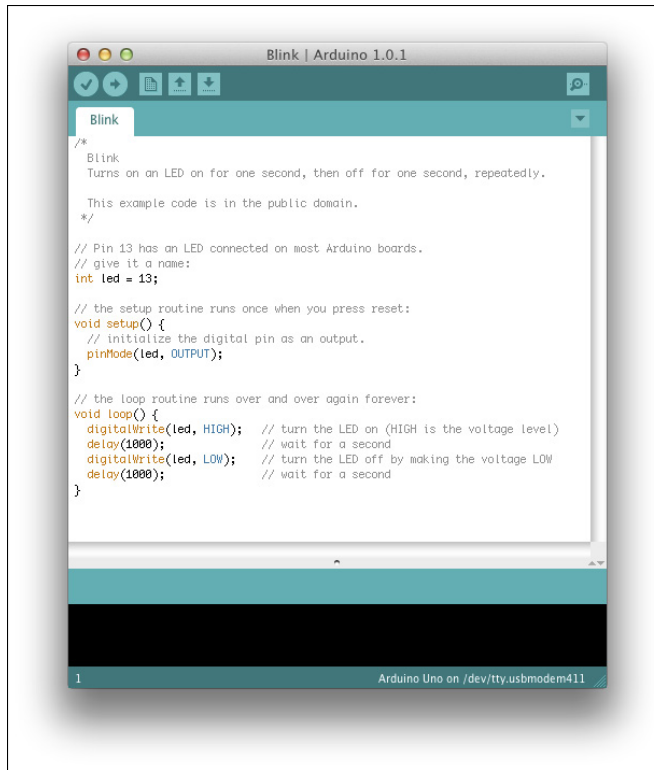 Blink | Arduino 1.0.1
Blink
/*
  Blink
  Turns on an LED on for one second, then off for one second, repeatedly.

  This example code is in the public domain.
 */

// Pin 13 has an LED connected on most Arduino boards.
// give it a name:
int led = 13;

// the setup routine runs once when you press reset:
void setup() {
  // initialize the digital pin as an output.
  pinMode(led, OUTPUT);
}

// the loop routine runs over and over again forever:
void loop() {
  digitalWrite(led, HIGH);   // turn the LED on (HIGH is the voltage level)
  delay(1000);               // wait for a second
  digitalWrite(led, LOW);    // turn the LED off by making the voltage LOW
  delay(1000);               // wait for a second
}
1 Arduino Uno on /dev/tty.usbmodem411